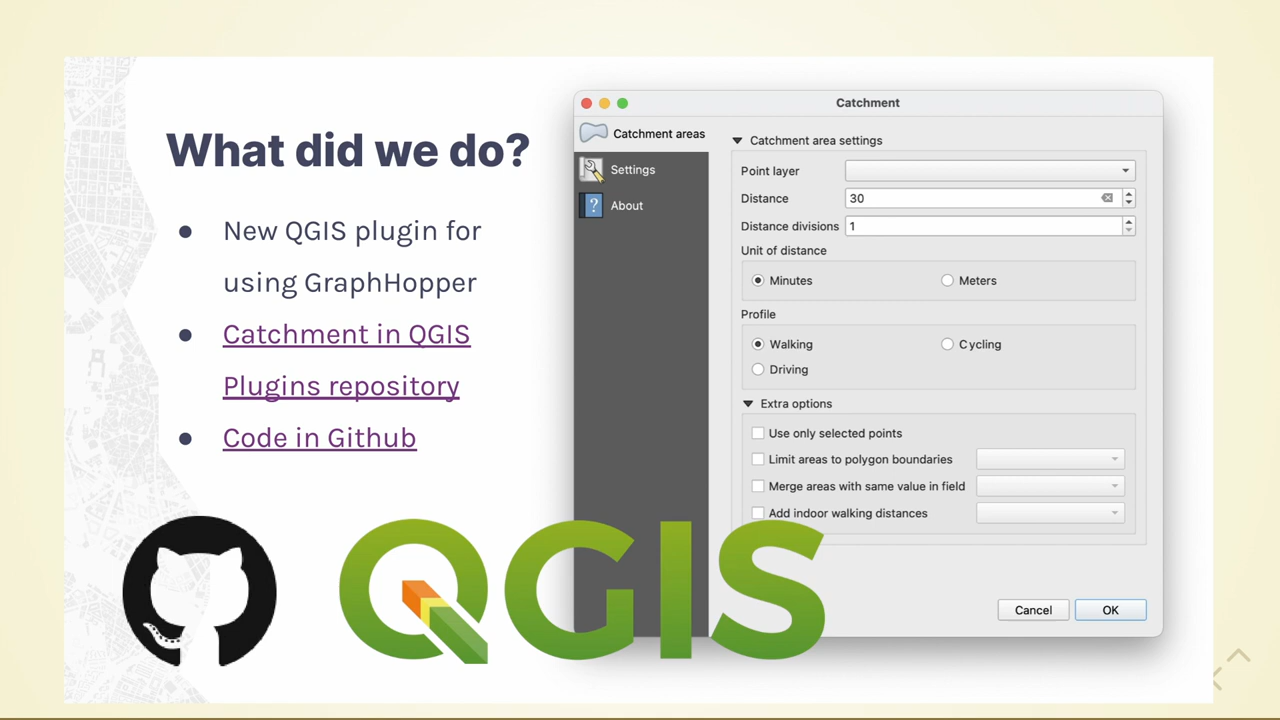 What did we do?
● New QGIS plugin for
using GraphHopper
● Catchment in QGIS
Plugins repository
● Code in Github
QGIS
Catchment
Catchment areas
Settings
About
Catchment area settings
Point layer
Distance 30
Distance divisions 1
Unit of distance
Minutes Meters
Profile
Walking Cycling
Driving
Extra options
Use only selected points
Limit areas to polygon boundaries
Merge areas with same value in field
Add indoor walking distances
Cancel OK